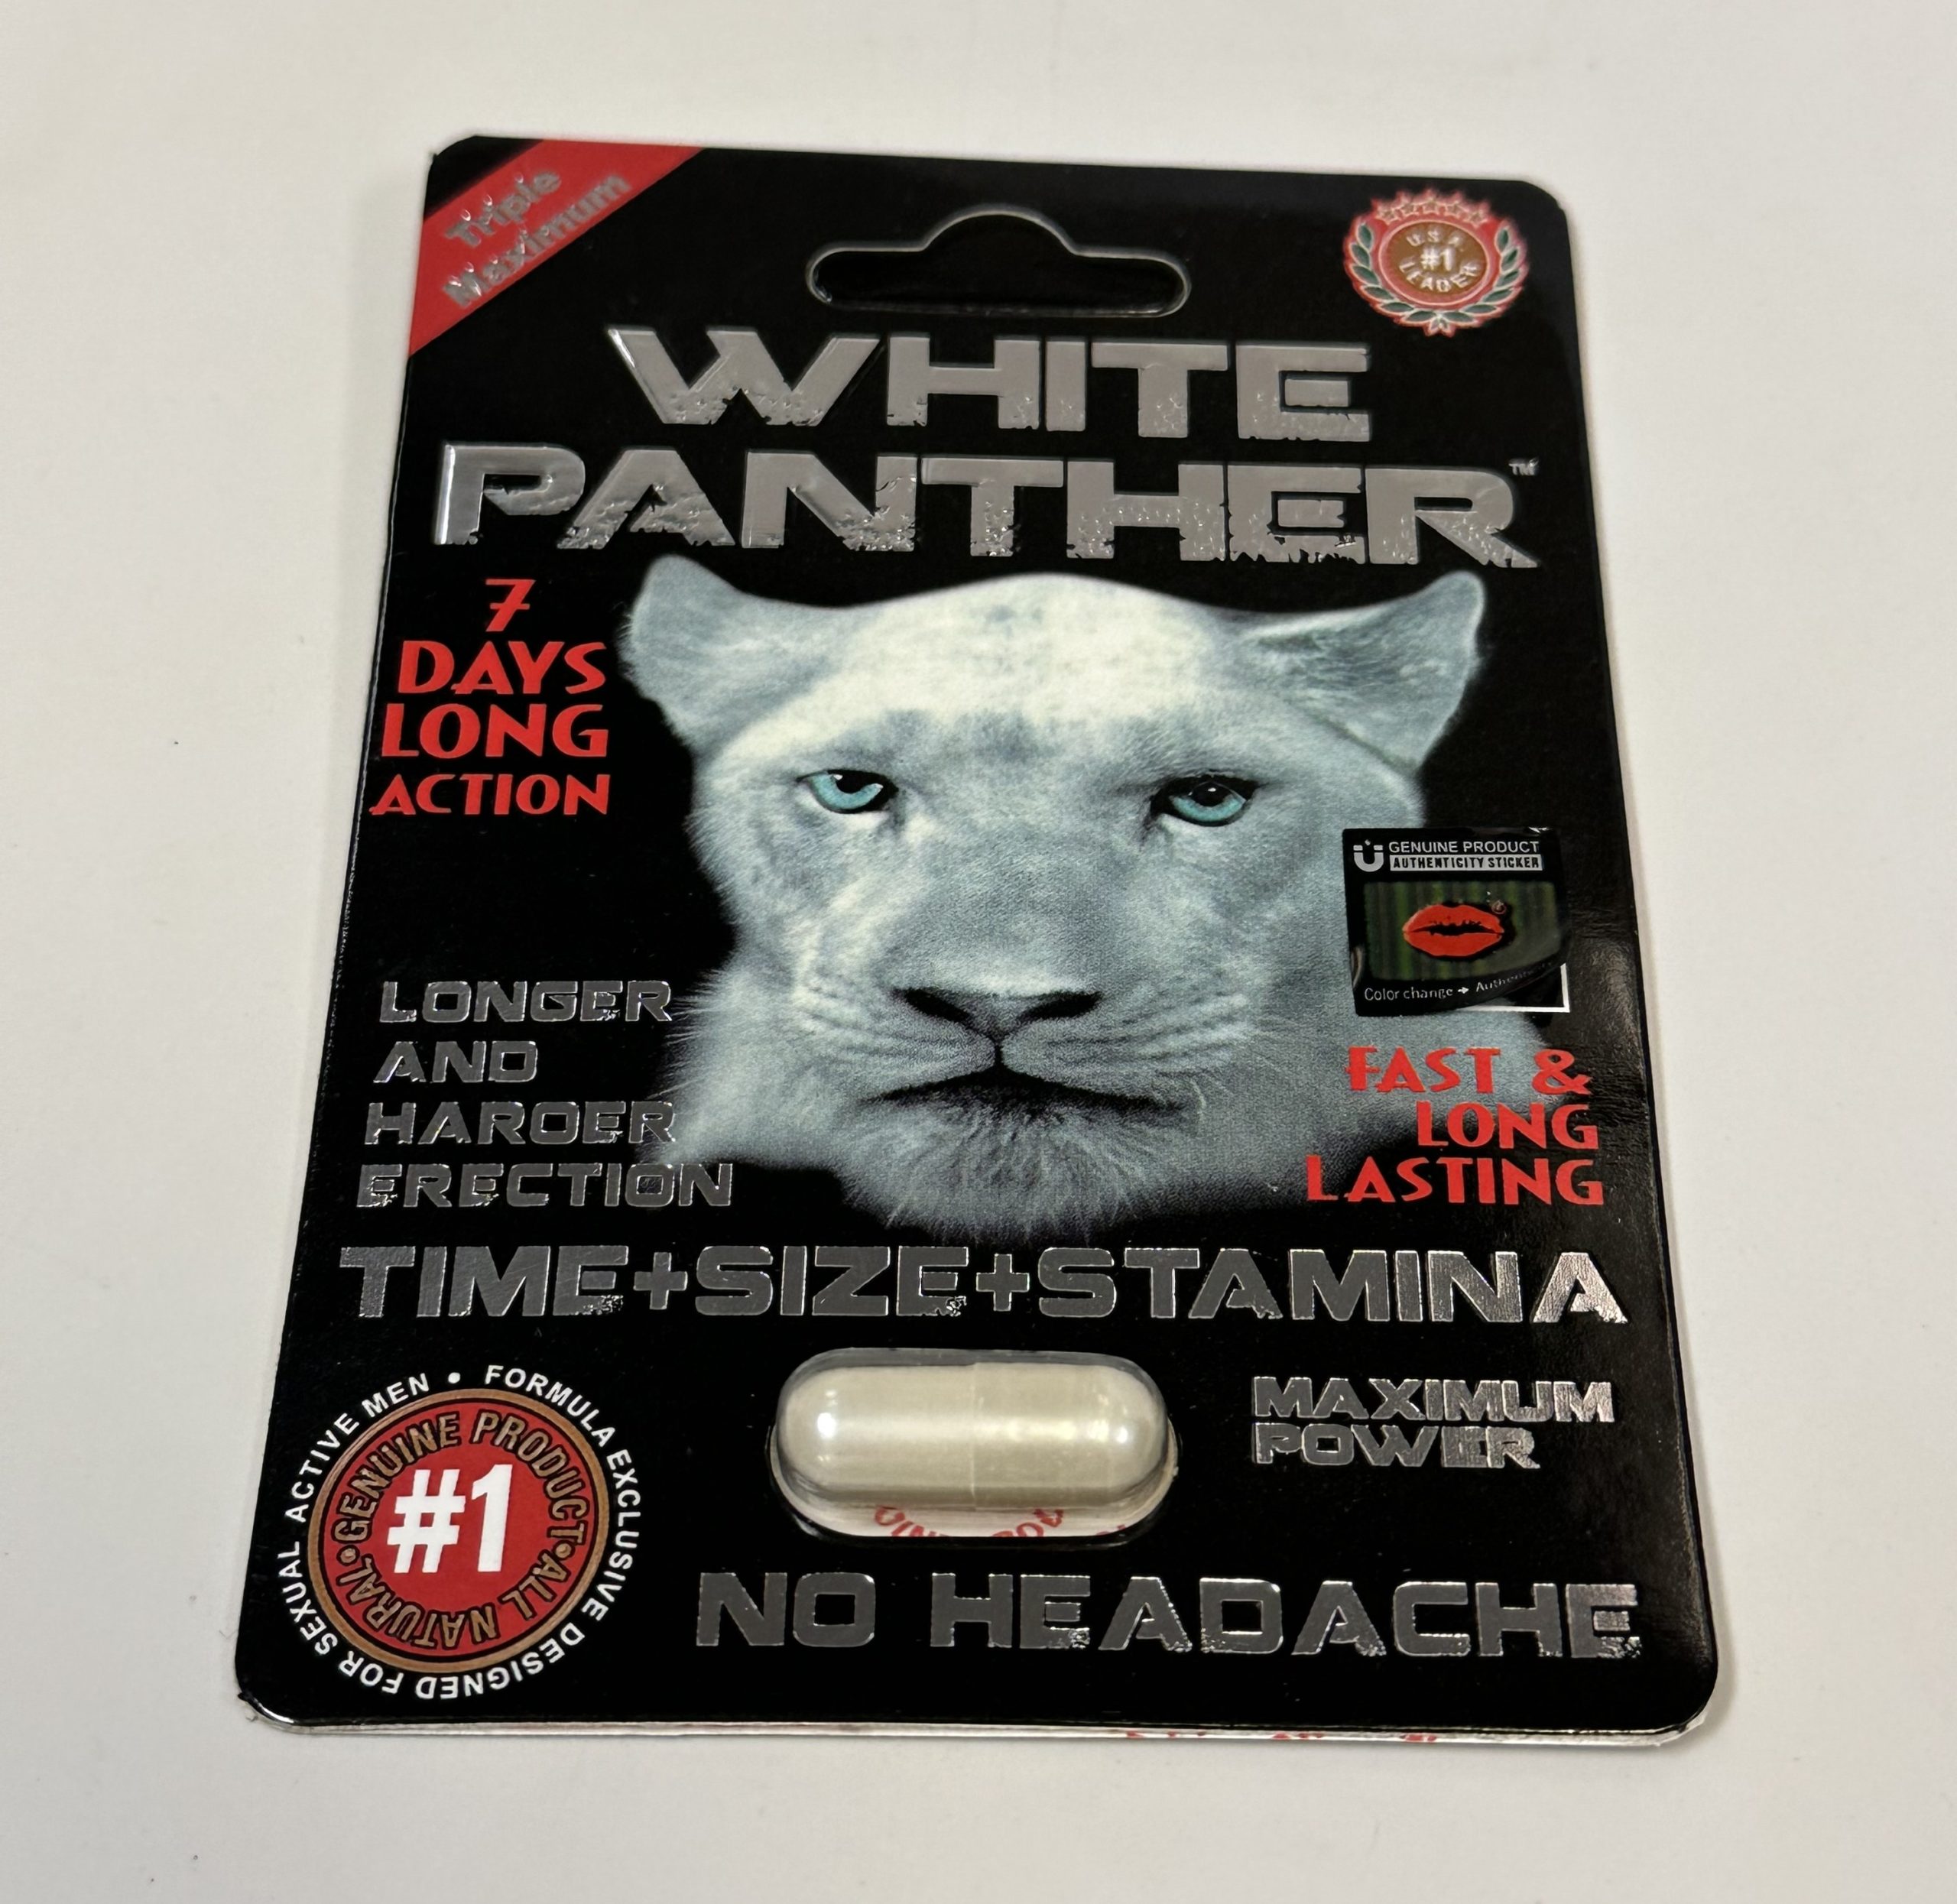 Triple
Maximum
U.S.A.
#1
LEADER
WHITE
PANTHER™
7
DAYS
LONG
ACTION
GENUINE PRODUCT
AUTHENTICITY STICKER
Color change →
LONGER
AND
HARDER
ERECTION
FAST &
LONG
LASTING
TIME+SIZE+STAMINA
FORMULA EXCLUSIVE DESIGNED FOR SEXUAL ACTIVE MEN •
GENUINE PRODUCT • ALL NATURAL •
#1
MAXIMUM
POWER
NO HEADACHE